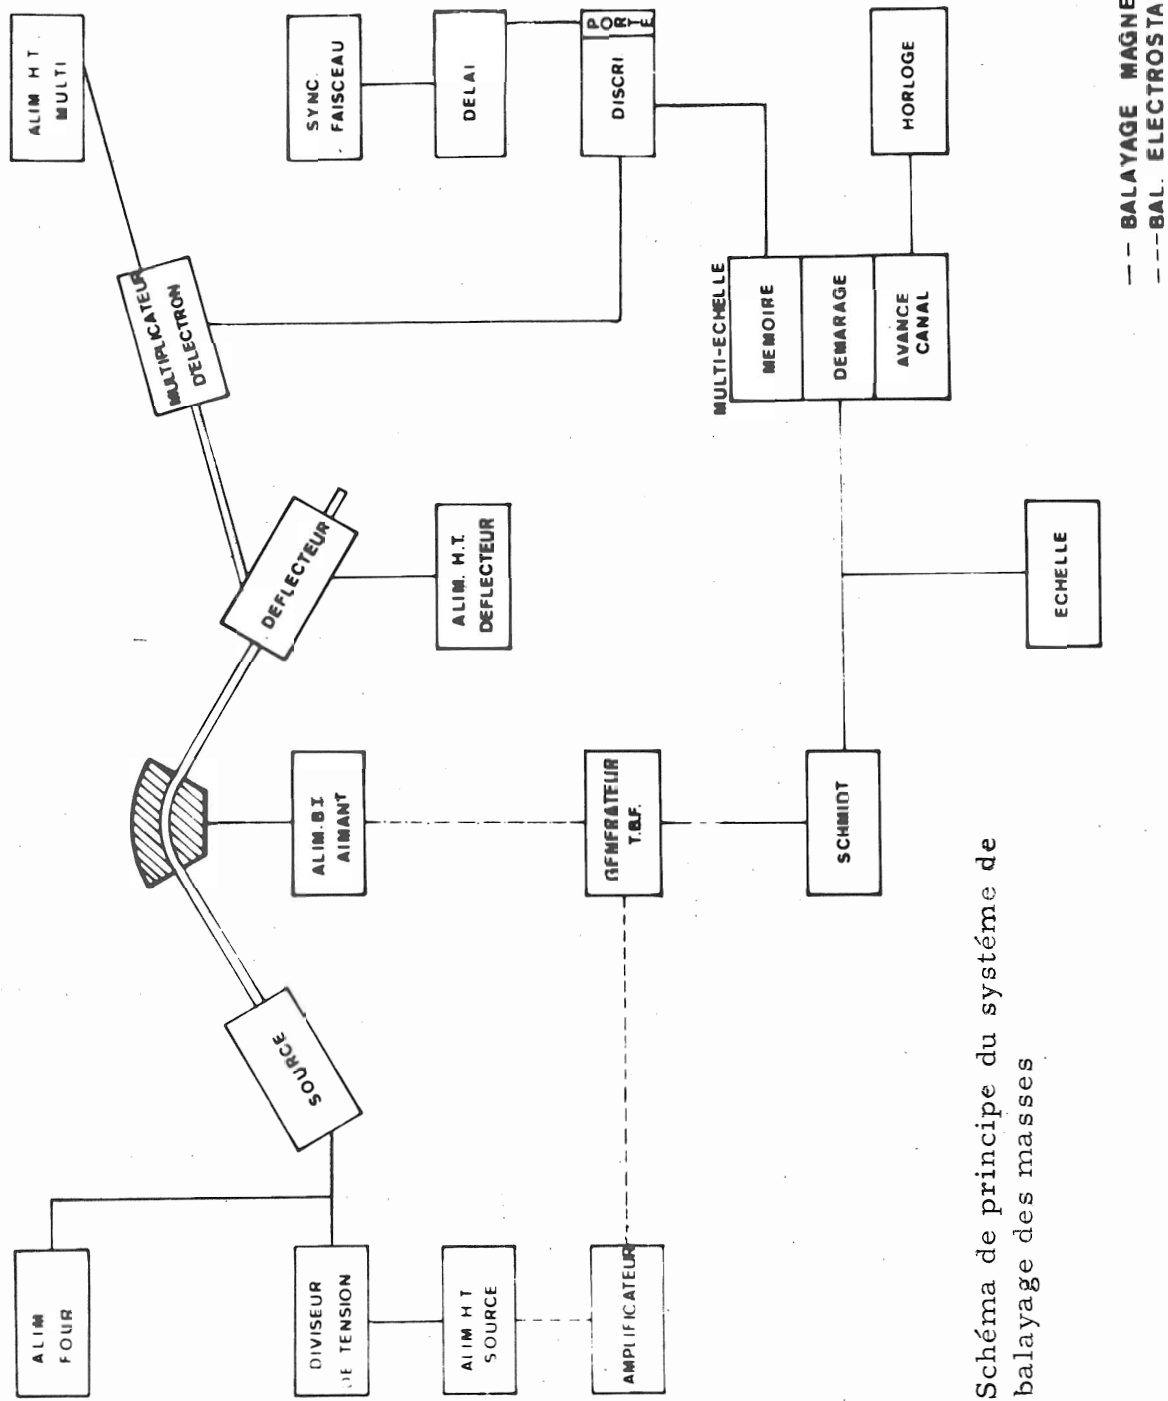 ALIM H T
MULTI
SYNC.
FAISCEAU
DELAI
PORTE
DISCRI.
HORLOGE
MULTIPLICATEUR
D'ELECTRON
MULTI-ECHELLE
MEMOIRE
DEMARAGE
AVANCE
CANAL
DEFLECTEUR
ALIM. H.T.
DEFLECTEUR
ECHELLE
ALIM. BI
AIMANT
GENERATEUR
T.B.F.
SCHMIDT
SOURCE
ALIM
FOUR
DIVISEUR
DE TENSION
ALIM H T
SOURCE
AMPLIFICATEUR
-- BALAYAGE MAGNE
---BAL. ELECTROSTA
Schéma de principe du systéme de
balayage des masses